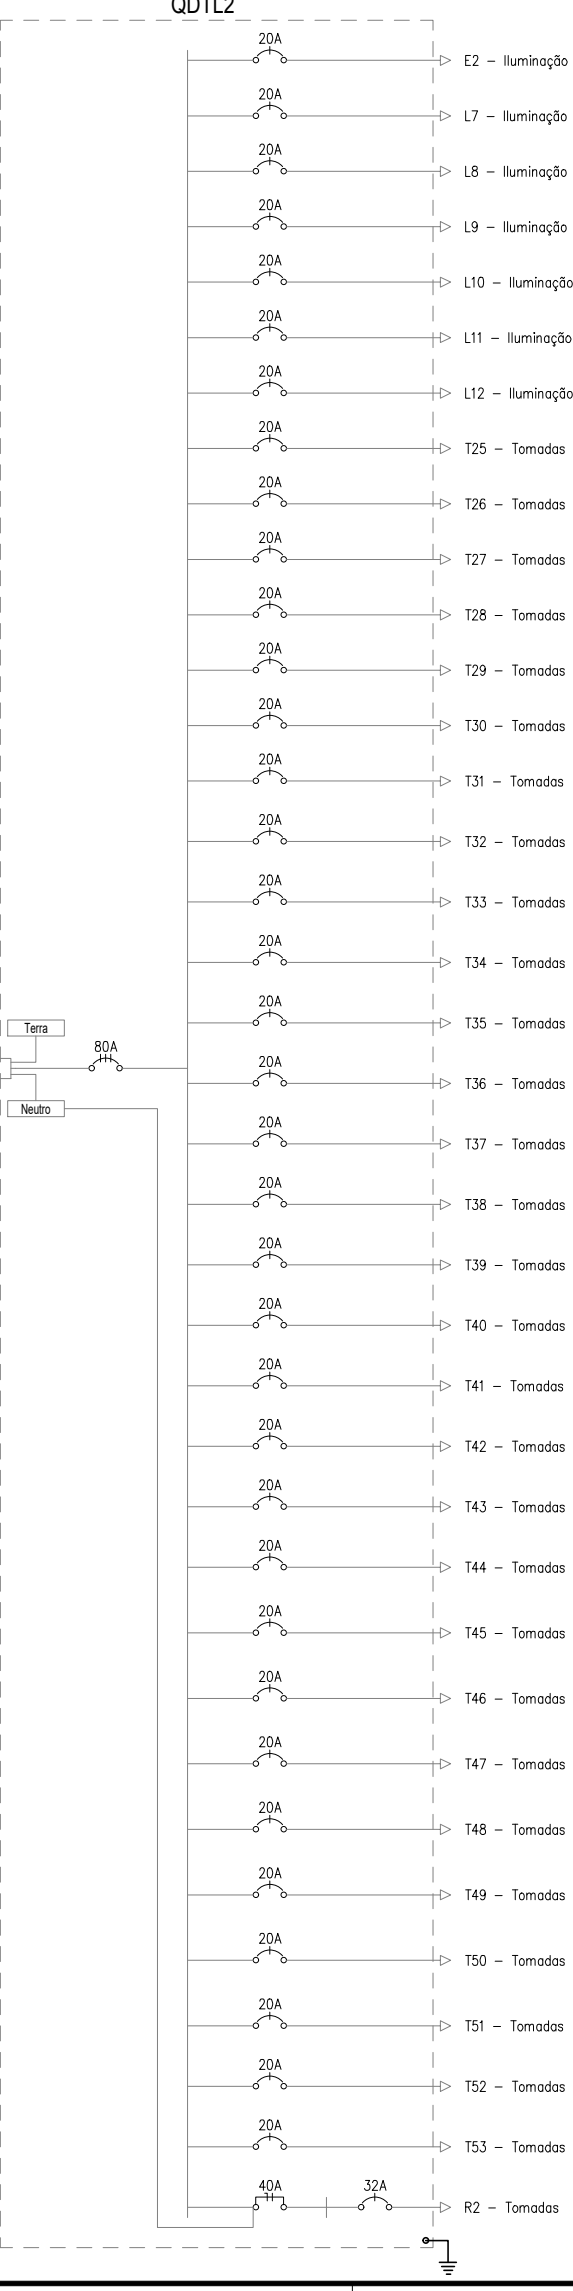 QDTL2
20A
E2 – Iluminação
20A
L7 – Iluminação
20A
L8 – Iluminação
20A
L9 – Iluminação
20A
L10 – Iluminação
20A
L11 – Iluminação
20A
L12 – Iluminação
20A
T25 – Tomadas
20A
T26 – Tomadas
20A
T27 – Tomadas
20A
T28 – Tomadas
20A
T29 – Tomadas
20A
T30 – Tomadas
20A
T31 – Tomadas
20A
T32 – Tomadas
20A
T33 – Tomadas
20A
T34 – Tomadas
20A
T35 – Tomadas
Terra
80A
20A
T36 – Tomadas
Neutro
20A
T37 – Tomadas
20A
T38 – Tomadas
20A
T39 – Tomadas
20A
T40 – Tomadas
20A
T41 – Tomadas
20A
T42 – Tomadas
20A
T43 – Tomadas
20A
T44 – Tomadas
20A
T45 – Tomadas
20A
T46 – Tomadas
20A
T47 – Tomadas
20A
T48 – Tomadas
20A
T49 – Tomadas
20A
T50 – Tomadas
20A
T51 – Tomadas
20A
T52 – Tomadas
20A
T53 – Tomadas
40A
32A
R2 – Tomadas